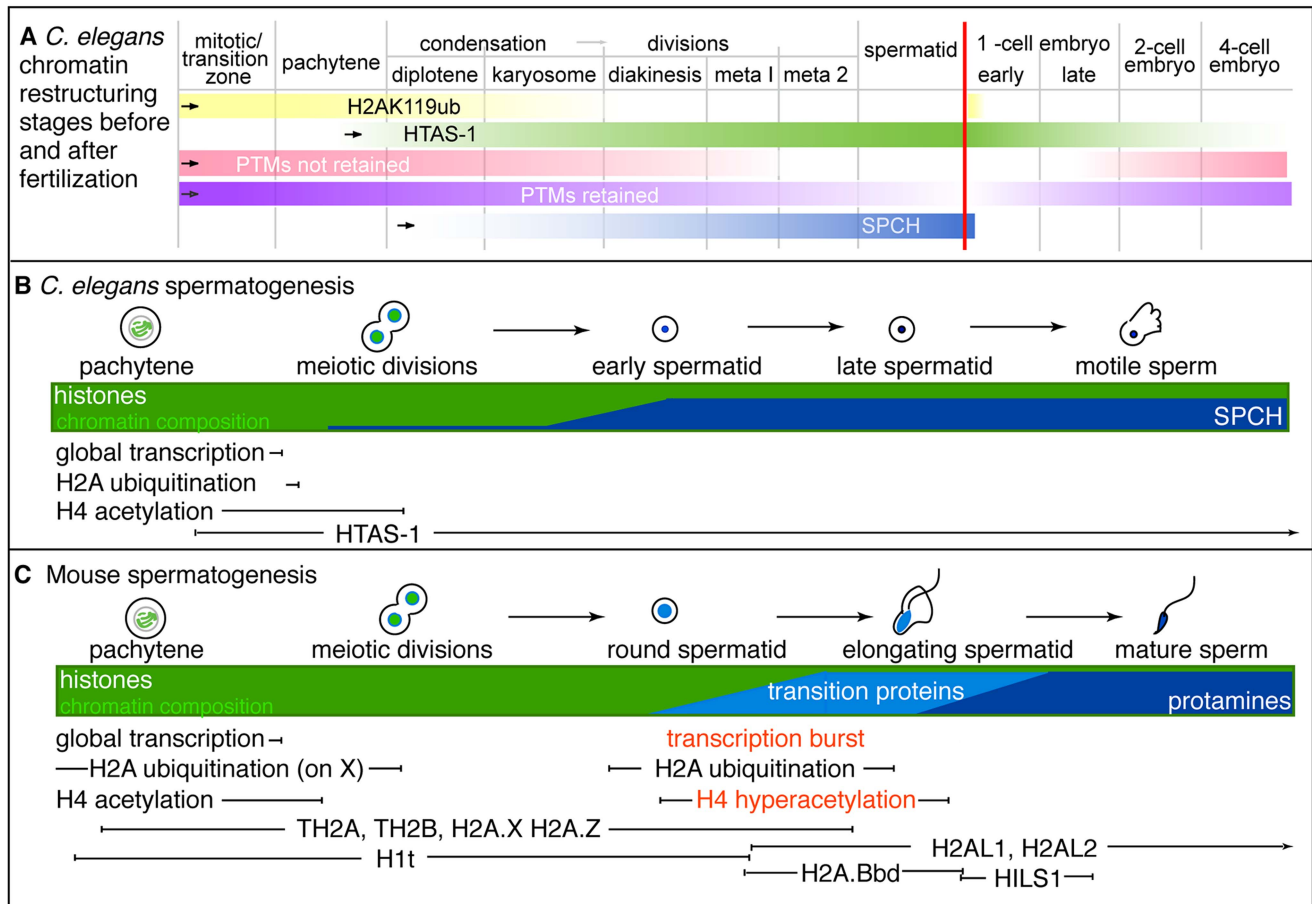 A C. elegans
chromatin
restructuring
stages before
and after
fertilization
mitotic/
transition
zone
pachytene
condensation
divisions
diplotene
karyosome
diakinesis
meta I
meta 2
spermatid
1 -cell embryo
early
late
2-cell
embryo
4-cell
embryo
H2AK119ub
HTAS-1
PTMs not retained
PTMs retained
SPCH
B C. elegans spermatogenesis
pachytene
meiotic divisions
early spermatid
late spermatid
motile sperm
histones
chromatin composition
SPCH
global transcription
H2A ubiquitination
H4 acetylation
HTAS-1
C Mouse spermatogenesis
pachytene
meiotic divisions
round spermatid
elongating spermatid
mature sperm
histones
chromatin composition
transition proteins
protamines
global transcription
transcription burst
H2A ubiquitination (on X)
H2A ubiquitination
H4 acetylation
H4 hyperacetylation
TH2A, TH2B, H2A.X H2A.Z
H2AL1, H2AL2
H1t
H2A.Bbd
HILS1